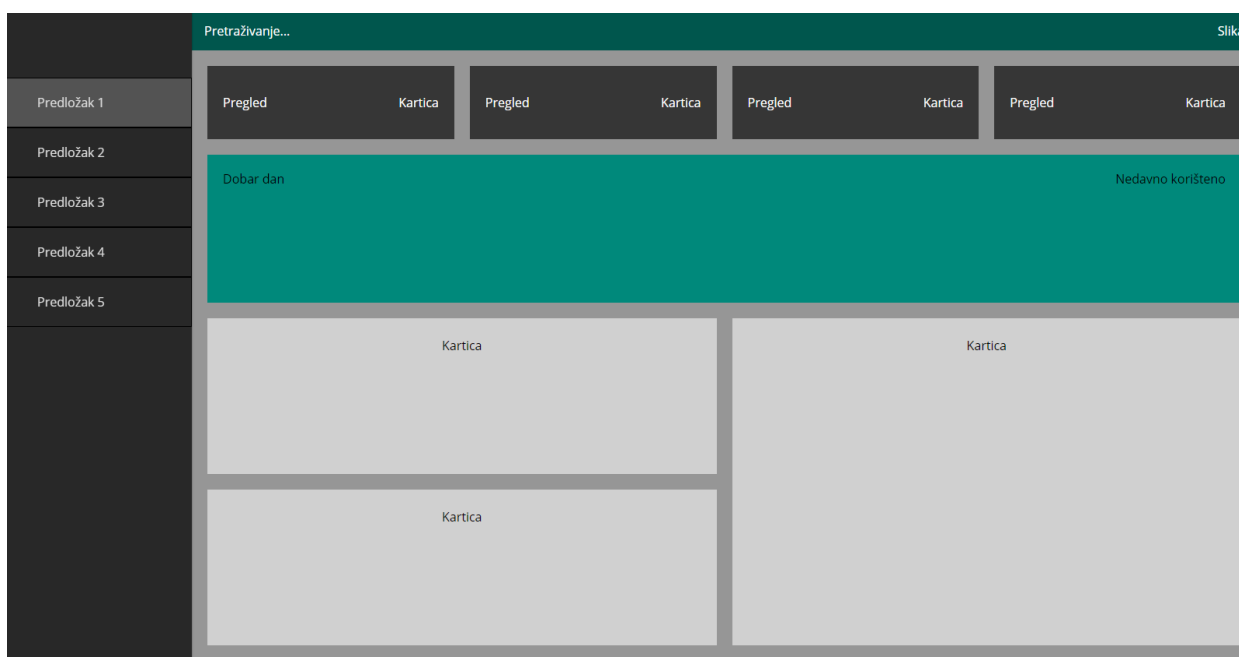 Pretraživanje...
Predložak 1
Predložak 2
Predložak 3
Predložak 4
Predložak 5
Pregled Kartica Pregled Kartica Pregled Kartica Pregled Kartica
Dobar dan Nedavno korišteno
Kartica
Kartica
Kartica